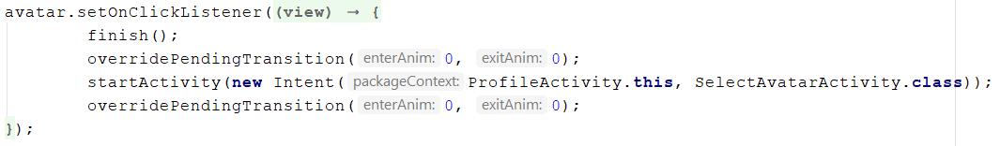 avatar.setOnClickListener((view) → {
finish();
overridePendingTransition( enterAnim: 0, exitAnim: 0);
startActivity(new Intent( packageContext: ProfileActivity.this, SelectAvatarActivity.class));
overridePendingTransition( enterAnim: 0, exitAnim: 0);
});